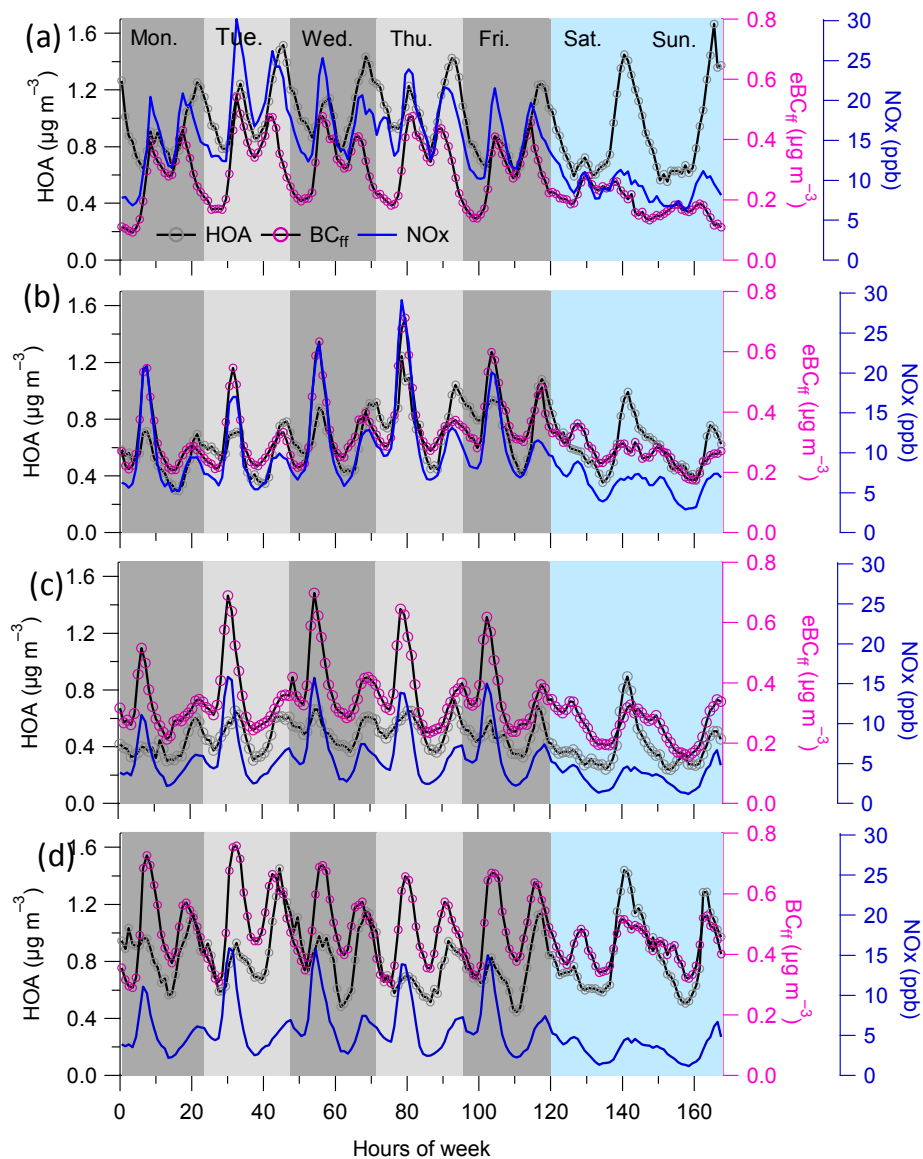 (a)
Mon.
Tue.
Wed.
Thu.
Fri.
Sat.
Sun.
HOA (µg m⁻³)
1.6
1.2
0.8
0.4
0.0
HOA
BCff
NOx
0.8
0.6
0.4
0.2
0.0
eBCff (µg m⁻³)
30
25
20
15
10
5
0
NOx (ppb)
(b)
HOA (µg m⁻³)
1.6
1.2
0.8
0.4
0.0
0.8
0.6
0.4
0.2
0.0
eBCff (µg m⁻³)
30
25
20
15
10
5
0
NOx (ppb)
(c)
HOA (µg m⁻³)
1.6
1.2
0.8
0.4
0.0
0.8
0.6
0.4
0.2
0.0
eBCff (µg m⁻³)
30
25
20
15
10
5
0
NOx (ppb)
(d)
HOA (µg m⁻³)
1.6
1.2
0.8
0.4
0.0
0.8
0.6
0.4
0.2
0.0
BCff (µg m⁻³)
30
25
20
15
10
5
0
NOx (ppb)
0 20 40 60 80 100 120 140 160
Hours of week